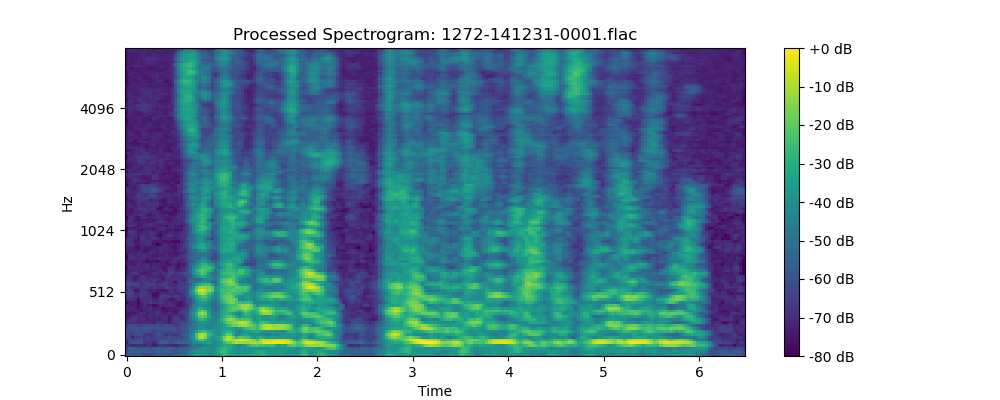 Processed Spectrogram: 1272-141231-0001.flac
Hz
4096
2048
1024
512
0
0 1 2 3 4 5 6
Time
+0 dB
-10 dB
-20 dB
-30 dB
-40 dB
-50 dB
-60 dB
-70 dB
-80 dB